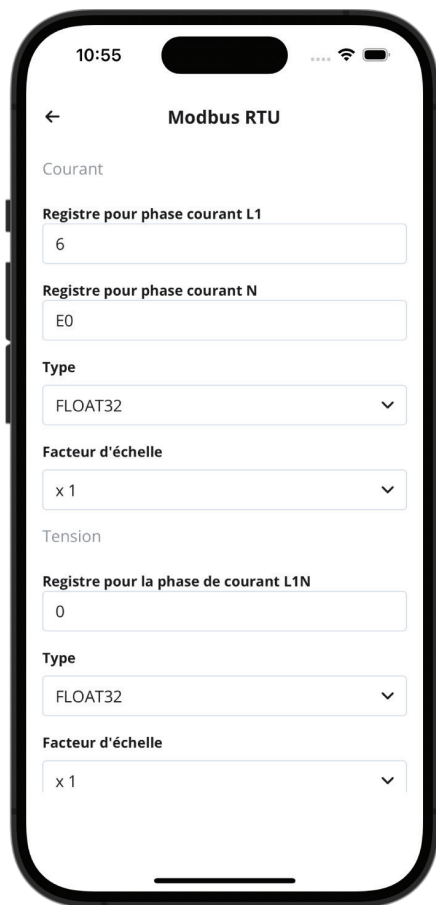 10:55
Modbus RTU
Courant
Registre pour phase courant L1
6
Registre pour phase courant N
E0
Type
FLOAT32
Facteur d'échelle
x 1
Tension
Registre pour la phase de courant L1N
0
Type
FLOAT32
Facteur d'échelle
x 1